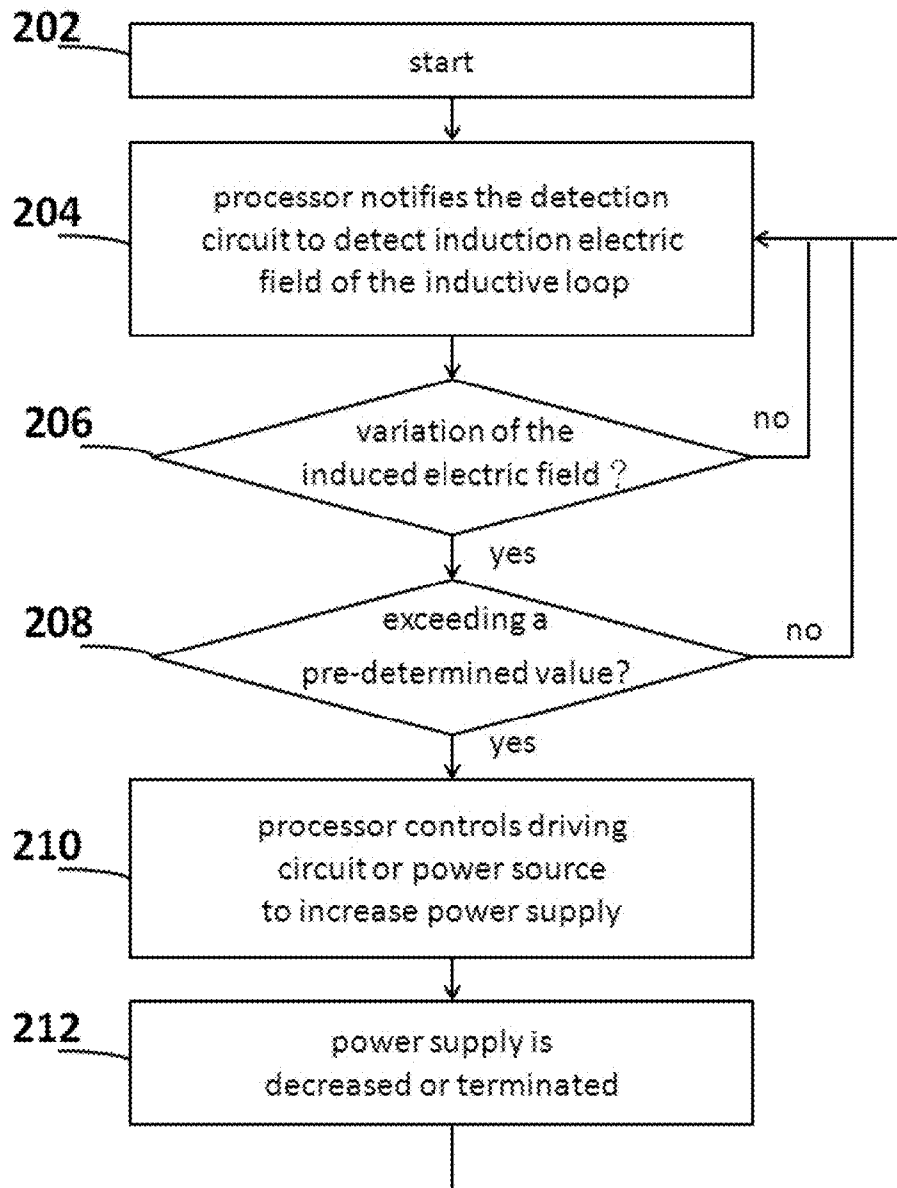 202
start
204
processor notifies the detection
circuit to detect induction electric
field of the inductive loop
206
variation of the
induced electric field ?
no
yes
208
exceeding a
pre-determined value?
no
yes
210
processor controls driving
circuit or power source
to increase power supply
212
power supply is
decreased or terminated